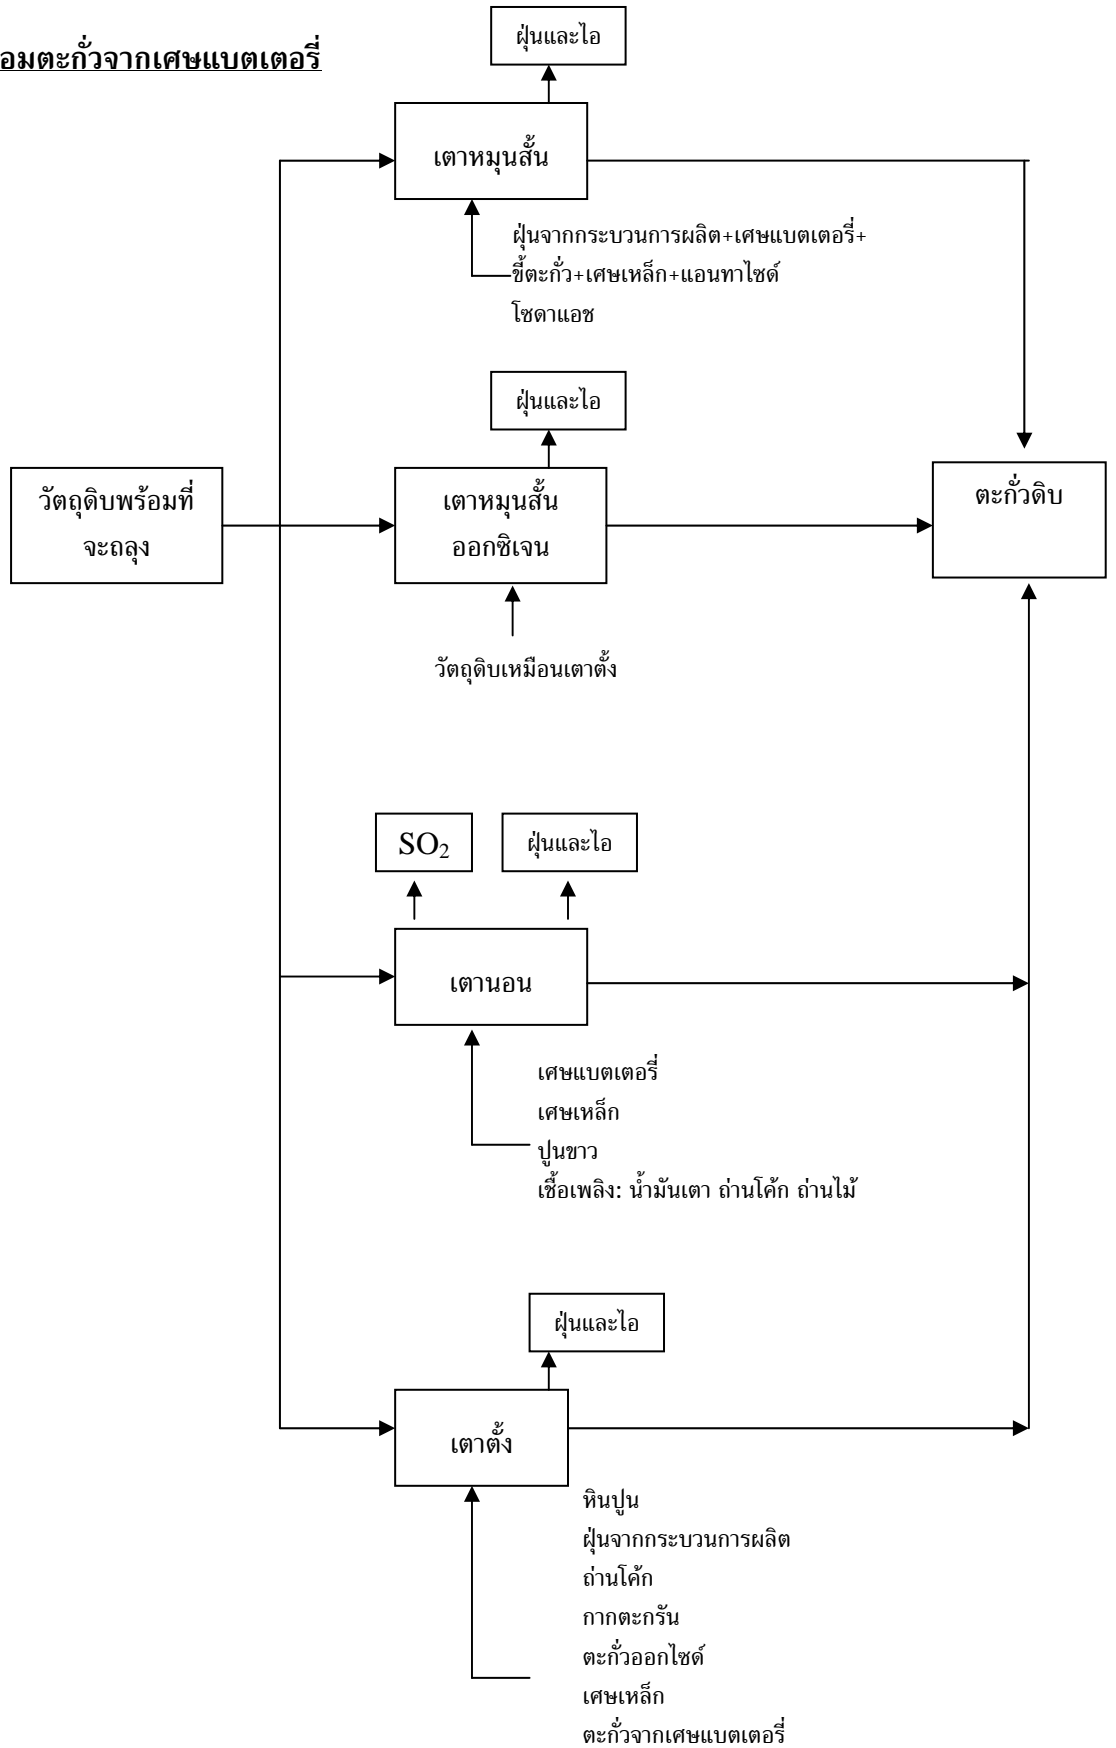 อมตะกั่วจากเศษแบตเตอรี่
ฝุ่นและไอ
เตาหมุนสั้น
ฝุ่นจากกระบวนการผลิต+เศษแบตเตอรี่+
ขี้ตะกั่ว+เศษเหล็ก+แอนทาไซด์
โซดาแอช
ฝุ่นและไอ
วัตถุดิบพร้อมที่
จะถลุง
เตาหมุนสั้น
ออกซิเจน
ตะกั่วดิบ
วัตถุดิบเหมือนเตาตั้ง
SO₂
ฝุ่นและไอ
เตานอน
เศษแบตเตอรี่
เศษเหล็ก
ปูนขาว
เชื้อเพลิง: น้ำมันเตา ถ่านโค้ก ถ่านไม้
ฝุ่นและไอ
เตาตั้ง
หินปูน
ฝุ่นจากกระบวนการผลิต
ถ่านโค้ก
กากตะกรัน
ตะกั่วออกไซด์
เศษเหล็ก
ตะกั่วจากเศษแบตเตอรี่